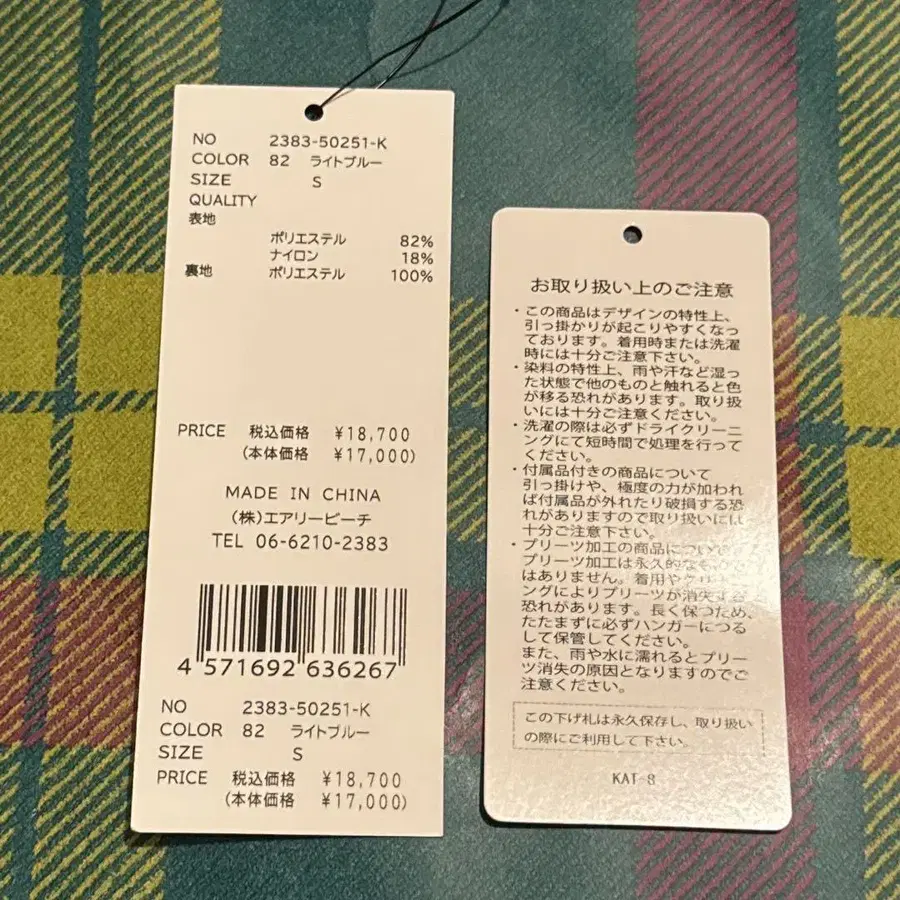 NO 2383-50251-K
COLOR 82 ライトブルー
SIZE S
QUALITY
表地
ポリエステル 82%
ナイロン 18%
裏地 ポリエステル 100%
PRICE 税込価格 ¥18,700
(本体価格 ¥17,000)
MADE IN CHINA
(株)エアリービーチ
TEL 06-6210-2383
4 571692 636267
NO 2383-50251-K
COLOR 82 ライトブルー
SIZE S
PRICE 税込価格 ¥18,700
(本体価格 ¥17,000)
お取り扱い上のご注意
・この商品はデザインの特性上、
引っ掛かりが起こりやすくなっ
ております。着用時または洗濯
時には十分ご注意下さい。
・染料の特性上、雨や汗など湿っ
た状態で他のものと触れると色
が移る恐れがあります。取り扱
いには十分ご注意ください。
・洗濯の際は必ずドライクリーニ
ングにて短時間で処理を行って
ください。
・付属品付きの商品について
引っ掛けや、極度の力が加われ
ば付属品が外れたり破損する恐
れがありますので取り扱いには
十分ご注意下さい。
・プリーツ加工の商品について
プリーツ加工は永久的なもので
はありません。着用やクリーニ
ングによりプリーツが消失する
恐れがあります。長く保つため、
たたまずに必ずハンガーにつる
して保管してください。
また、雨や水に濡れるとプリー
ツ消失の原因となりますのでご
注意ください。
この下げ札は永久保存し、取り扱い
の際にご利用して下さい。
KAT-8